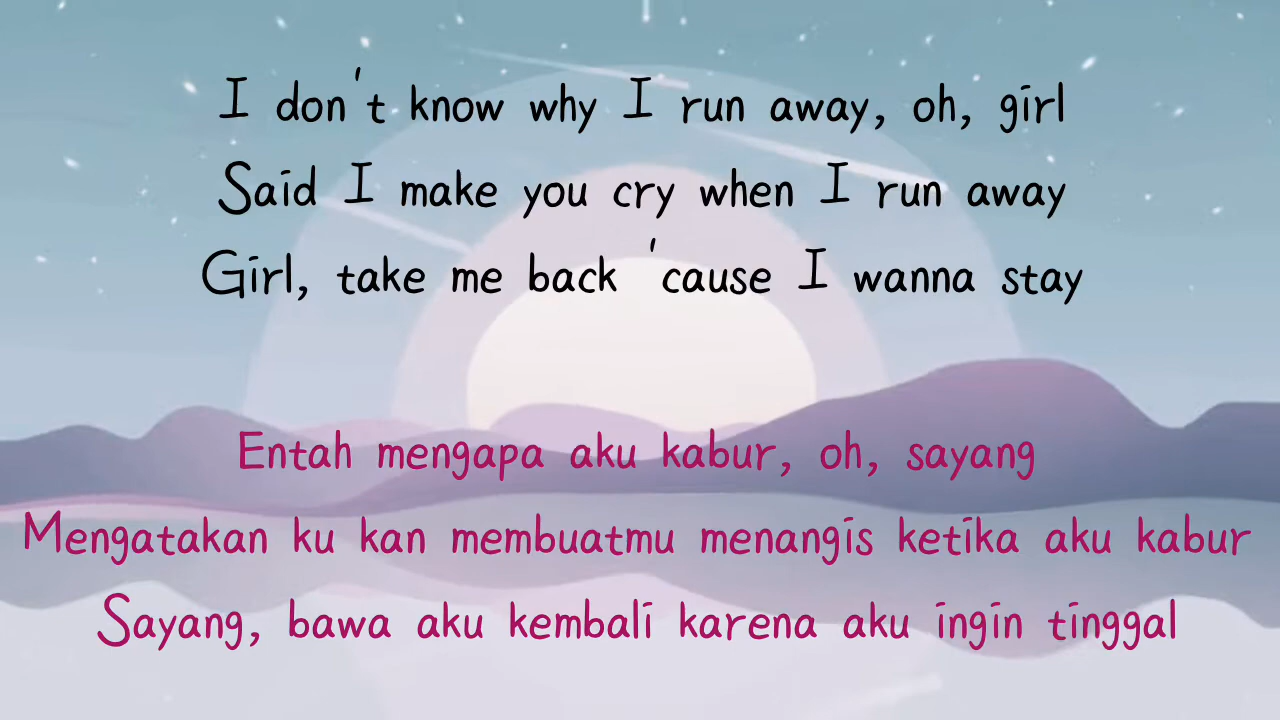 I don't know why I run away, oh, girl
Said I make you cry when I run away
Girl, take me back 'cause I wanna stay
Entah mengapa aku kabur, oh, sayang
Mengatakan ku kan membuatmu menangis ketika aku kabur
Sayang, bawa aku kembali karena aku ingin tinggal